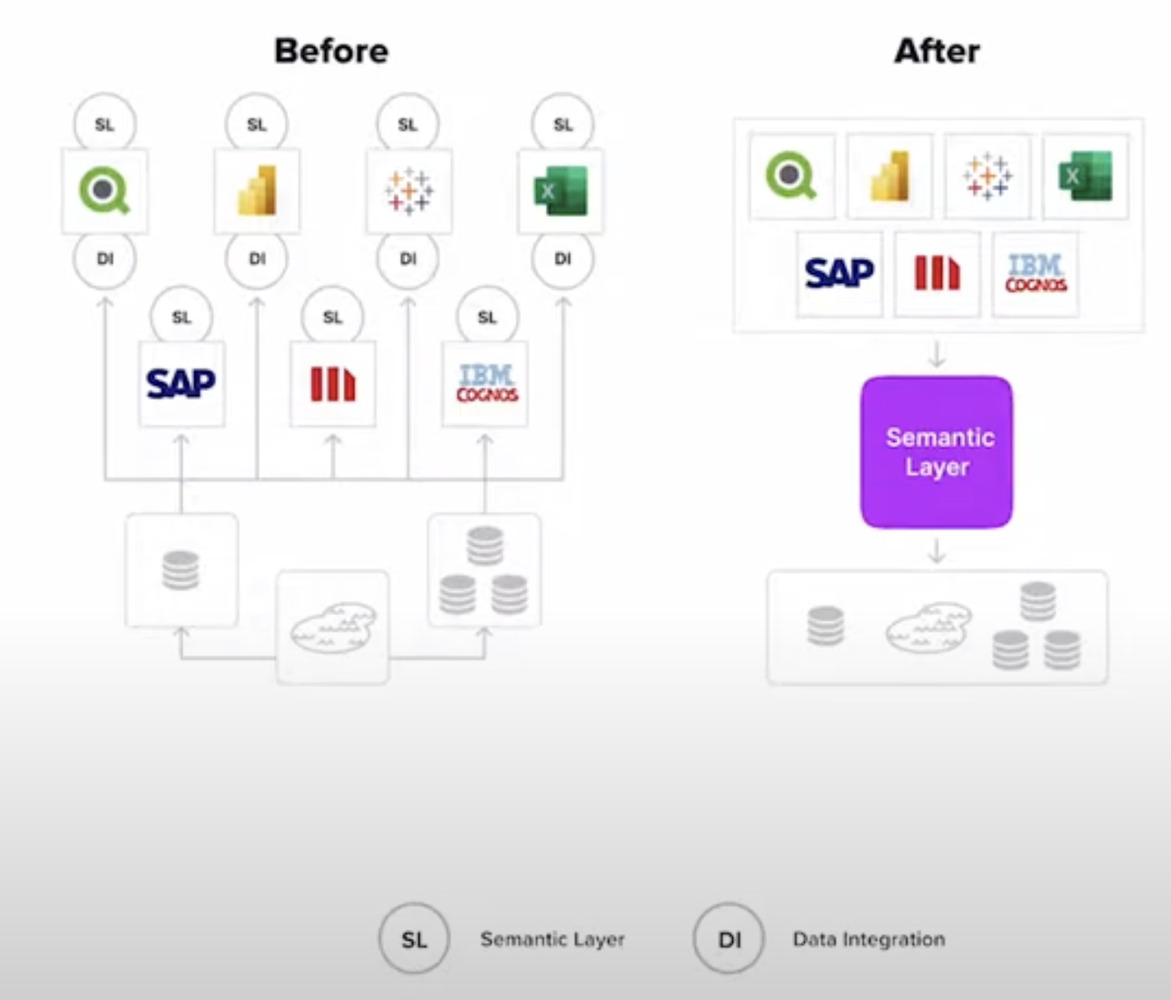 Before
After
SL
SL
SL
SL
X
X
DI
DI
DI
DI
SL
SL
SL
SAP
IBM
COGNOS
SAP
IBM
COGNOS
Semantic
Layer
SL
Semantic Layer
DI
Data Integration